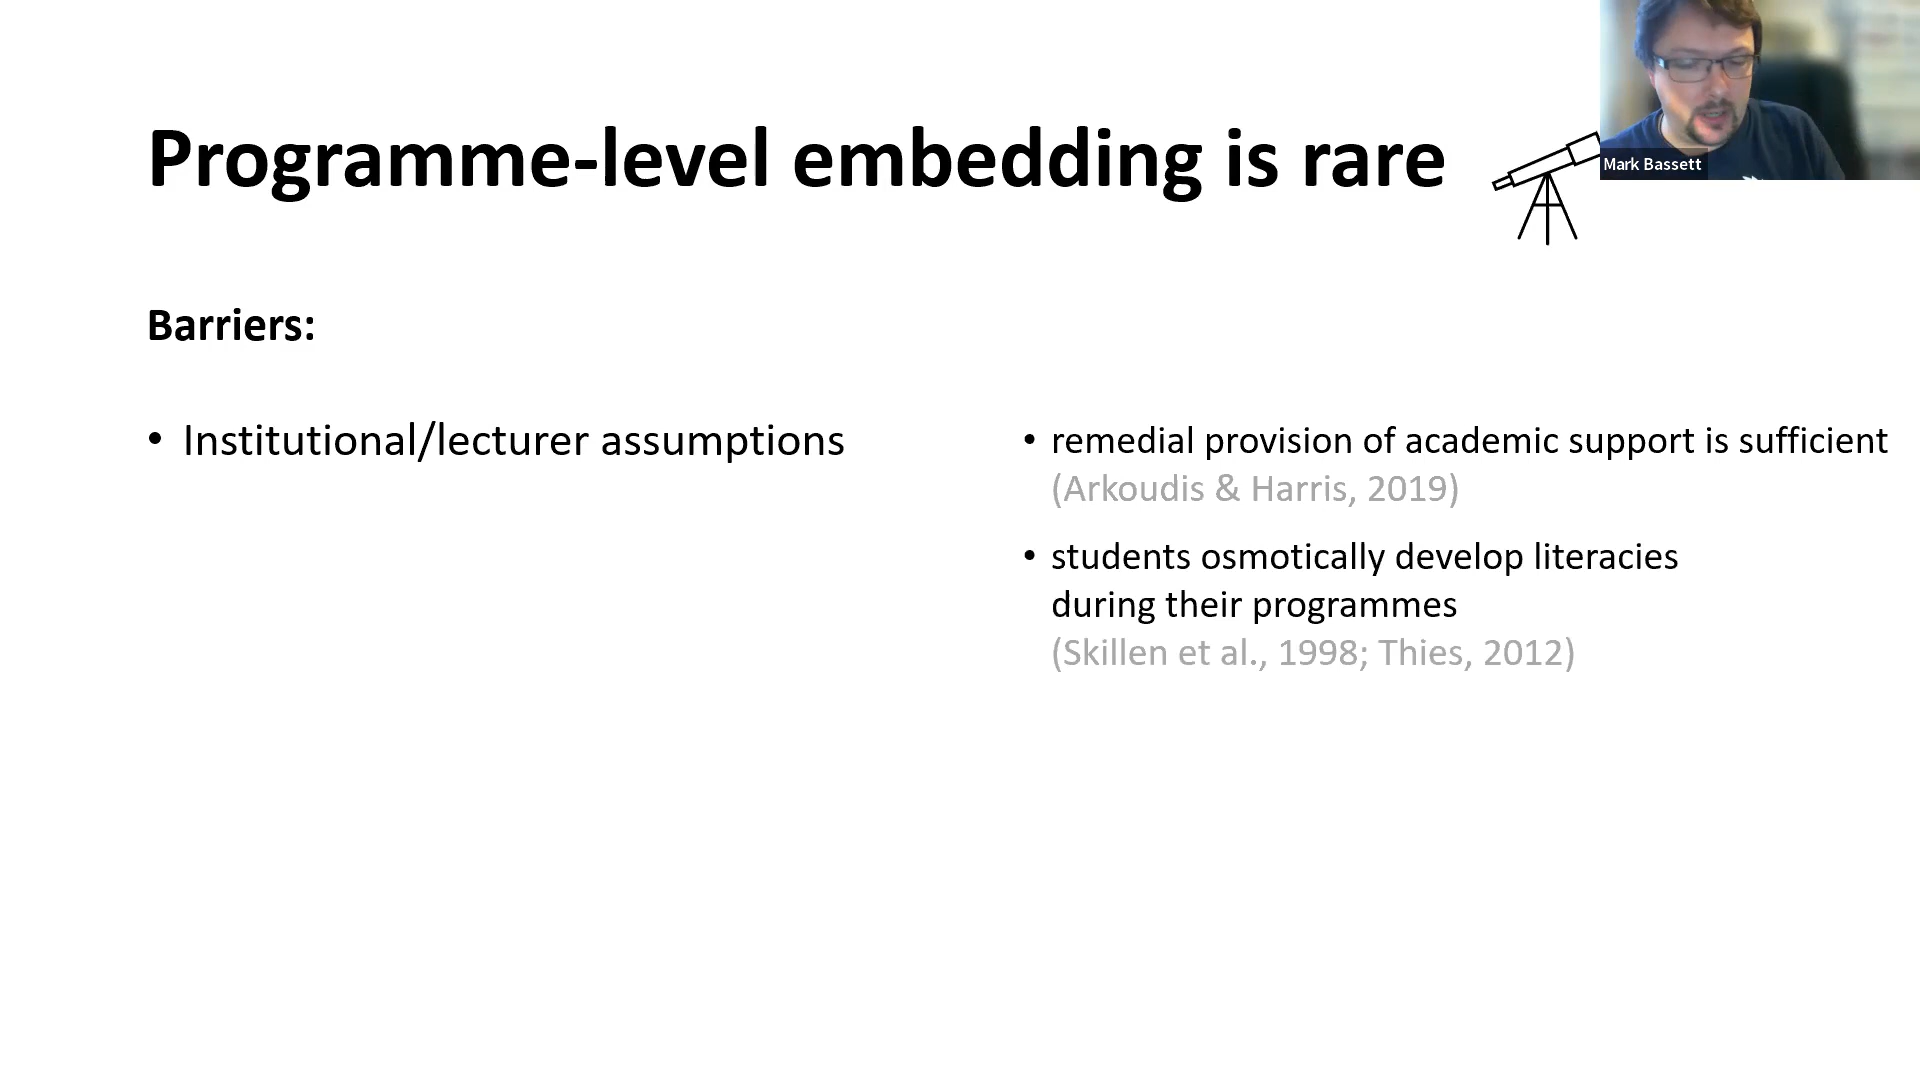 Programme-level embedding is rare
Mark Bassett
Barriers:
• Institutional/lecturer assumptions
• remedial provision of academic support is sufficient
(Arkoudis & Harris, 2019)
• students osmotically develop literacies
during their programmes
(Skillen et al., 1998; Thies, 2012)